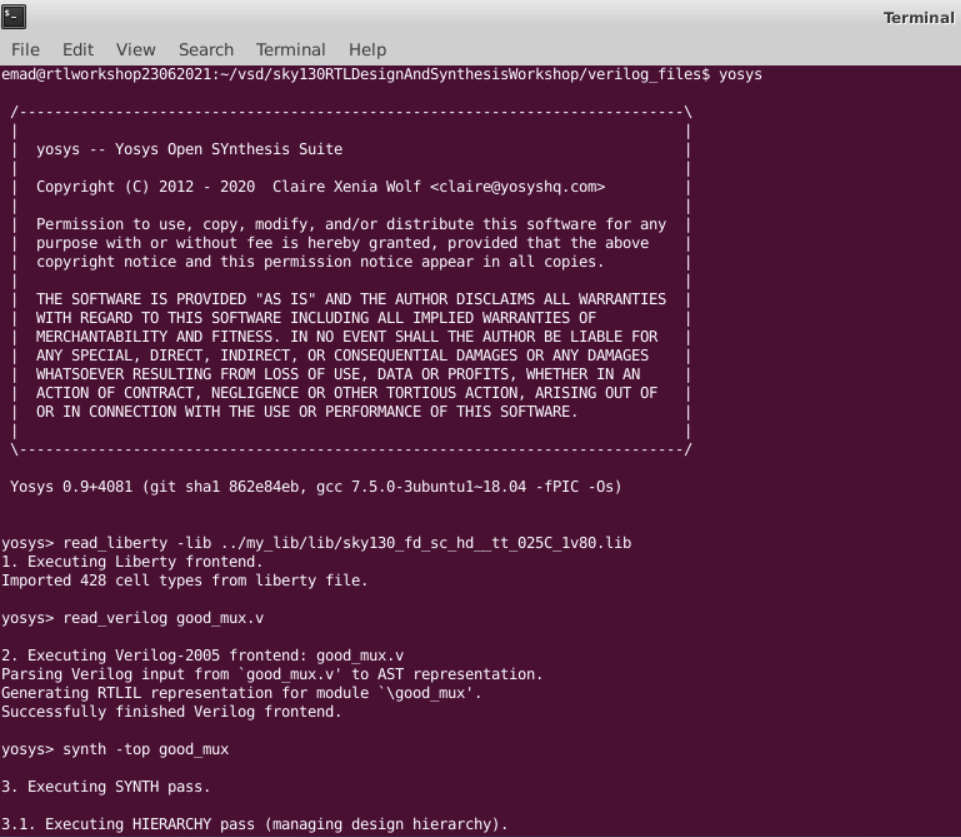 Terminal
File Edit View Search Terminal Help
emad@rtlworkshop23062021:~/vsd/sky130RTLDesignAndSynthesisWorkshop/verilog_files$ yosys
/----------------------------------------------------------------------------\
| |
| yosys -- Yosys Open SYnthesis Suite |
| |
| Copyright (C) 2012 - 2020  Claire Xenia Wolf <claire@yosyshq.com> |
| |
| Permission to use, copy, modify, and/or distribute this software for any |
| purpose with or without fee is hereby granted, provided that the above |
| copyright notice and this permission notice appear in all copies. |
| |
| THE SOFTWARE IS PROVIDED "AS IS" AND THE AUTHOR DISCLAIMS ALL WARRANTIES |
| WITH REGARD TO THIS SOFTWARE INCLUDING ALL IMPLIED WARRANTIES OF |
| MERCHANTABILITY AND FITNESS. IN NO EVENT SHALL THE AUTHOR BE LIABLE FOR |
| ANY SPECIAL, DIRECT, INDIRECT, OR CONSEQUENTIAL DAMAGES OR ANY DAMAGES |
| WHATSOEVER RESULTING FROM LOSS OF USE, DATA OR PROFITS, WHETHER IN AN |
| ACTION OF CONTRACT, NEGLIGENCE OR OTHER TORTIOUS ACTION, ARISING OUT OF |
| OR IN CONNECTION WITH THE USE OR PERFORMANCE OF THIS SOFTWARE. |
| |
\----------------------------------------------------------------------------/
Yosys 0.9+4081 (git sha1 862e84eb, gcc 7.5.0-3ubuntu1~18.04 -fPIC -Os)
yosys> read_liberty -lib ../my_lib/lib/sky130_fd_sc_hd__tt_025C_1v80.lib
1. Executing Liberty frontend.
Imported 428 cell types from liberty file.
yosys> read_verilog good_mux.v
2. Executing Verilog-2005 frontend: good_mux.v
Parsing Verilog input from `good_mux.v' to AST representation.
Generating RTLIL representation for module `\good_mux'.
Successfully finished Verilog frontend.
yosys> synth -top good_mux
3. Executing SYNTH pass.
3.1. Executing HIERARCHY pass (managing design hierarchy).